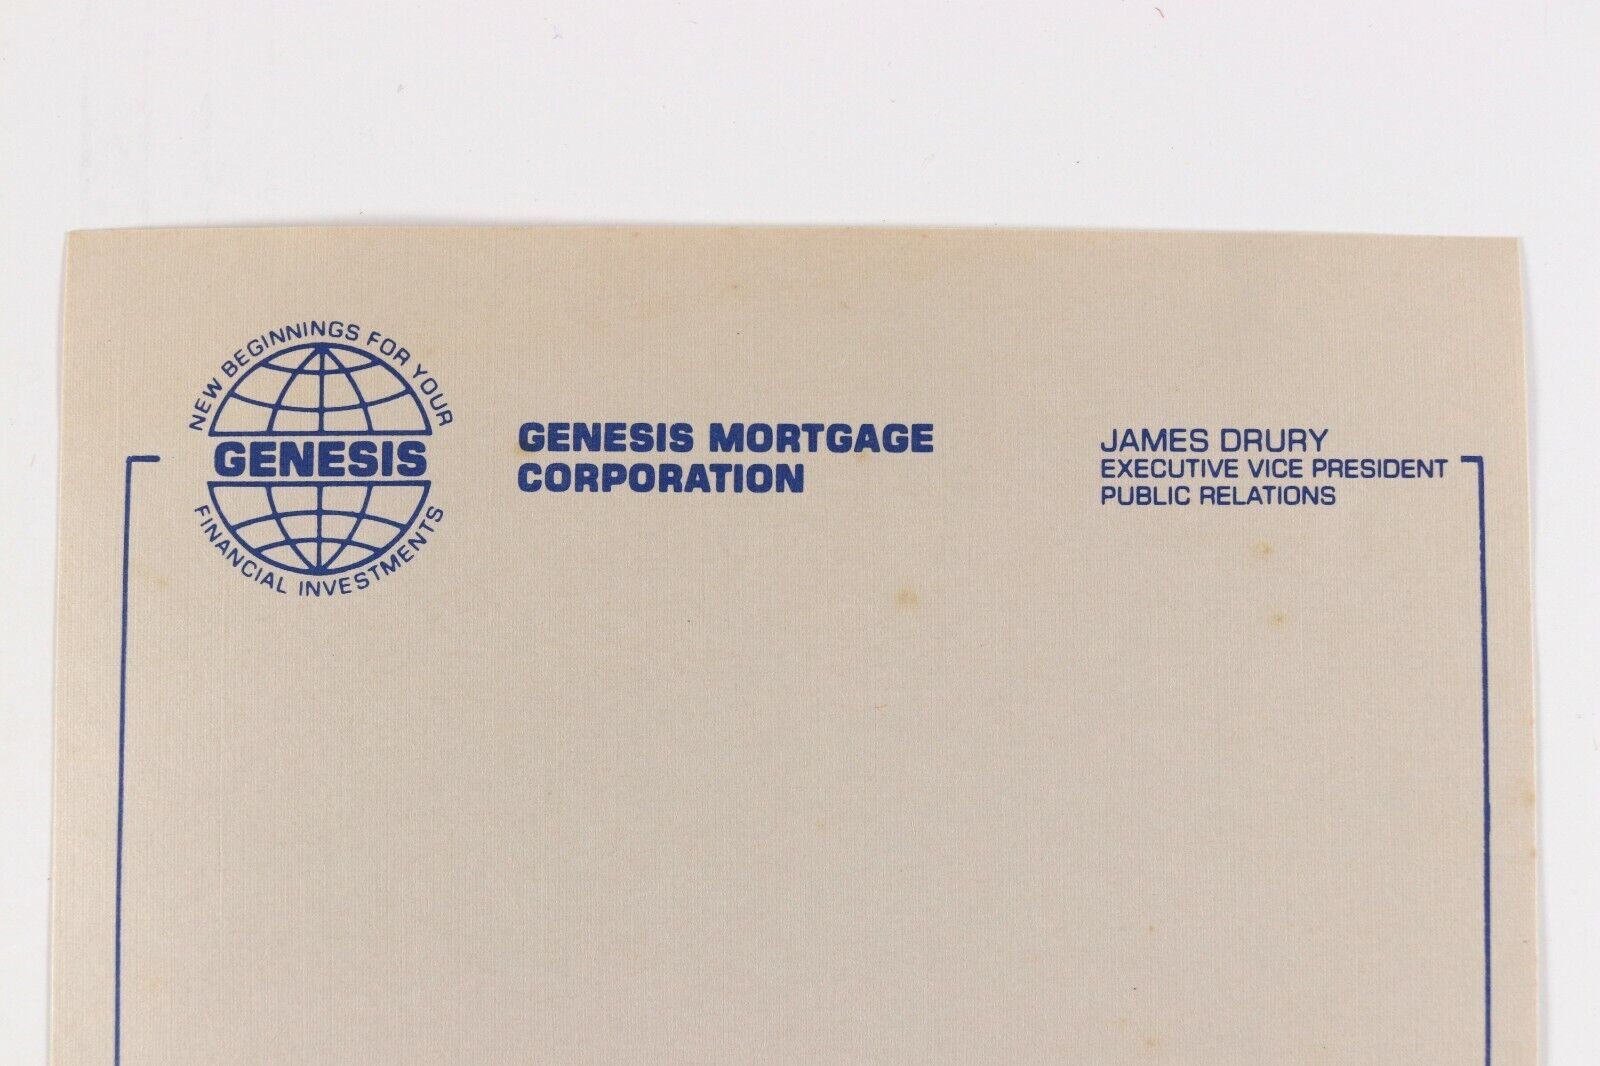 NEW BEGINNINGS FOR YOUR
GENESIS
FINANCIAL INVESTMENTS
GENESIS MORTGAGE
CORPORATION
JAMES DRURY
EXECUTIVE VICE PRESIDENT
PUBLIC RELATIONS